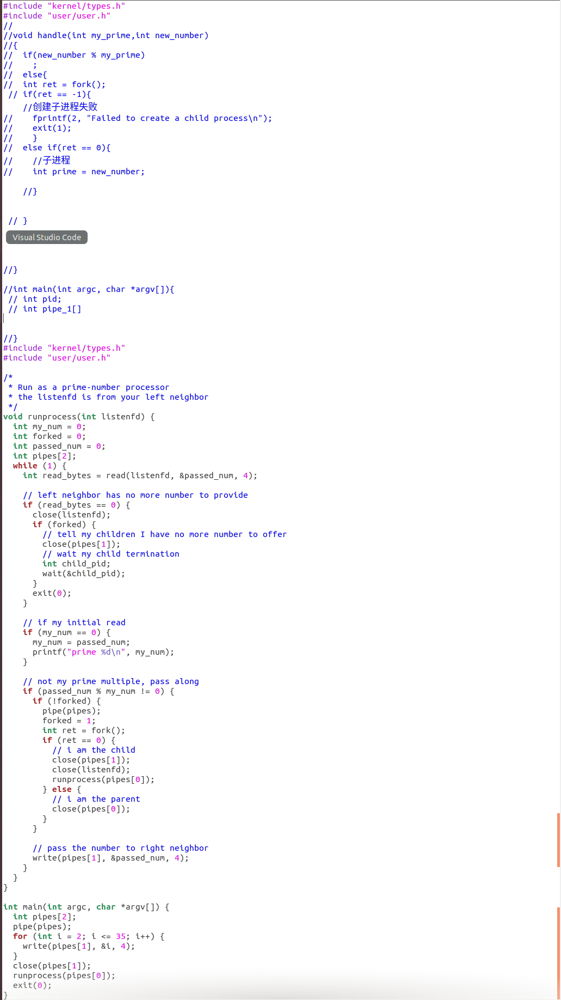 #include "kernel/types.h"
#include "user/user.h"
//
//void handle(int my_prime,int new_number)
//{
//  if(new_number % my_prime)
//    ;
//  else{
//  int ret = fork();
 // if(ret == -1){
    //创建子进程失败
//    fprintf(2, "Failed to create a child process\n");
//    exit(1);
//    }
//  else if(ret == 0){
//    //子进程
//    int prime = new_number;
    //}
 // }
Visual Studio Code
//}
//int main(int argc, char *argv[]){
 // int pid;
 // int pipe_1[]
//}
#include "kernel/types.h"
#include "user/user.h"
/*
 * Run as a prime-number processor
 * the listenfd is from your left neighbor
 */
void runprocess(int listenfd) {
  int my_num = 0;
  int forked = 0;
  int passed_num = 0;
  int pipes[2];
  while (1) {
    int read_bytes = read(listenfd, &passed_num, 4);
    // left neighbor has no more number to provide
    if (read_bytes == 0) {
      close(listenfd);
      if (forked) {
        // tell my children I have no more number to offer
        close(pipes[1]);
        // wait my child termination
        int child_pid;
        wait(&child_pid);
      }
      exit(0);
    }
    // if my initial read
    if (my_num == 0) {
      my_num = passed_num;
      printf("prime %d\n", my_num);
    }
    // not my prime multiple, pass along
    if (passed_num % my_num != 0) {
      if (!forked) {
        pipe(pipes);
        forked = 1;
        int ret = fork();
        if (ret == 0) {
          // i am the child
          close(pipes[1]);
          close(listenfd);
          runprocess(pipes[0]);
        } else {
          // i am the parent
          close(pipes[0]);
        }
      }
      // pass the number to right neighbor
      write(pipes[1], &passed_num, 4);
    }
  }
}
int main(int argc, char *argv[]) {
  int pipes[2];
  pipe(pipes);
  for (int i = 2; i <= 35; i++) {
    write(pipes[1], &i, 4);
  }
  close(pipes[1]);
  runprocess(pipes[0]);
  exit(0);
}